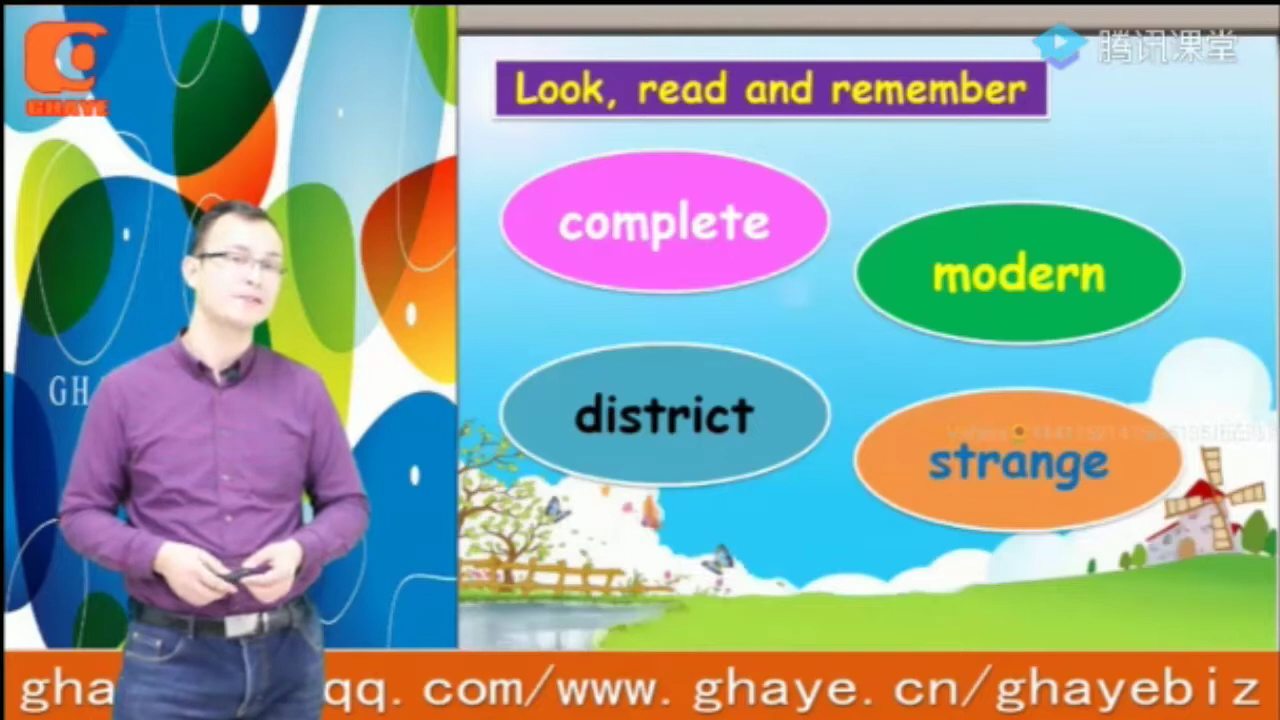 GHAYE
腾讯课堂
Look, read and remember
complete
modern
GH
district
strange
gha qq. com/www. ghaye. cn/ghayebiz